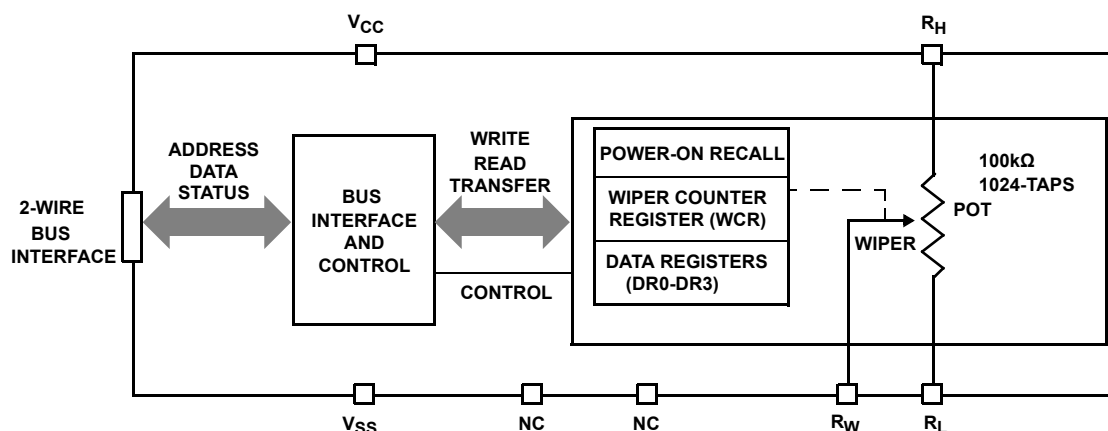 VCC
RH
ADDRESS
DATA
STATUS
2-WIRE
BUS
INTERFACE
BUS
INTERFACE
AND
CONTROL
WRITE
READ
TRANSFER
CONTROL
POWER-ON RECALL
WIPER COUNTER
REGISTER (WCR)
DATA REGISTERS
(DR0-DR3)
100kΩ
1024-TAPS
POT
WIPER
VSS
NC
NC
RW
RL